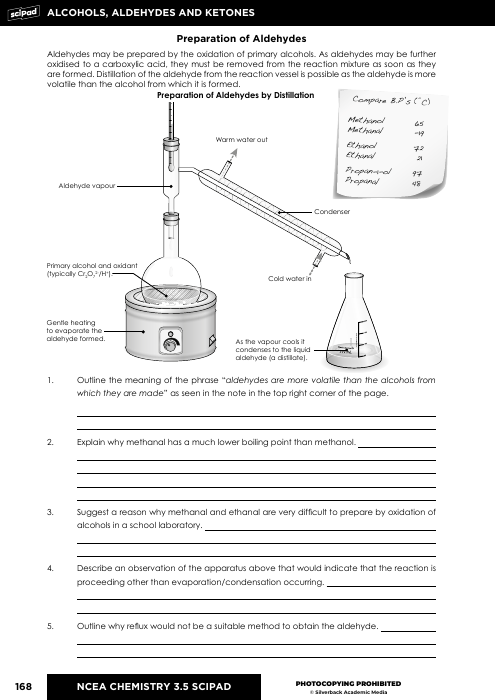 scipad
ALCOHOLS, ALDEHYDES AND KETONES
Preparation of Aldehydes
Aldehydes may be prepared by the oxidation of primary alcohols. As aldehydes may be further
oxidised to a carboxylic acid, they must be removed from the reaction mixture as soon as they
are formed. Distillation of the aldehyde from the reaction vessel is possible as the aldehyde is more
volatile than the alcohol from which it is formed.
Preparation of Aldehydes by Distillation
Compare B.P's (°C)
Methanol 65
Methanal -19
Ethanol 72
Ethanal 21
Propan-1-ol 97
Propanal 48
Warm water out
Aldehyde vapour
Condenser
Primary alcohol and oxidant
(typically Cr₂O₇²⁻/H⁺).
Cold water in
Gentle heating
to evaporate the
aldehyde formed.
As the vapour cools it
condenses to the liquid
aldehyde (a distillate).
1. Outline the meaning of the phrase "aldehydes are more volatile than the alcohols from
which they are made" as seen in the note in the top right corner of the page.
2. Explain why methanal has a much lower boiling point than methanol.
3. Suggest a reason why methanal and ethanal are very difficult to prepare by oxidation of
alcohols in a school laboratory.
4. Describe an observation of the apparatus above that would indicate that the reaction is
proceeding other than evaporation/condensation occurring.
5. Outline why reflux would not be a suitable method to obtain the aldehyde.
168
NCEA CHEMISTRY 3.5 SCIPAD
PHOTOCOPYING PROHIBITED
© Silverback Academic Media